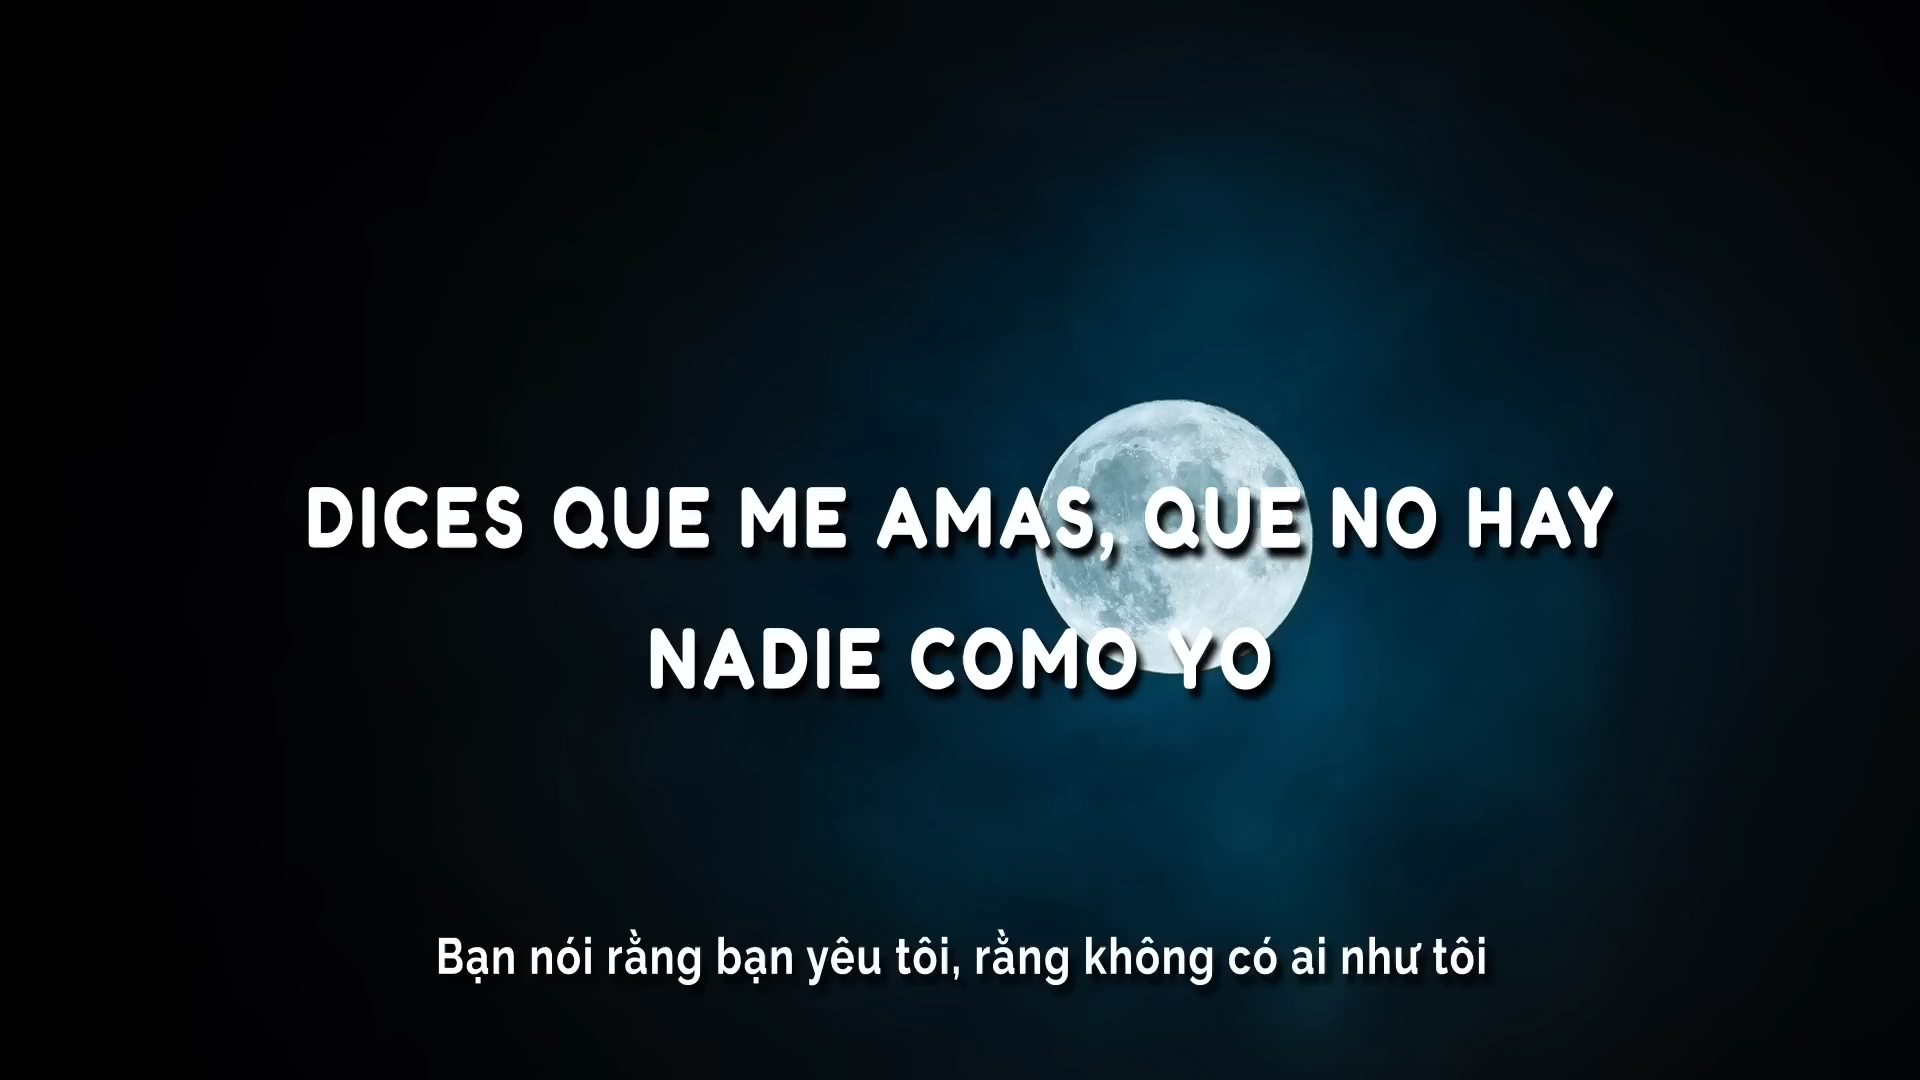 DICES QUE ME AMAS, QUE NO HAY
NADIE COMO YO
Bạn nói rằng bạn yêu tôi, rằng không có ai như tôi